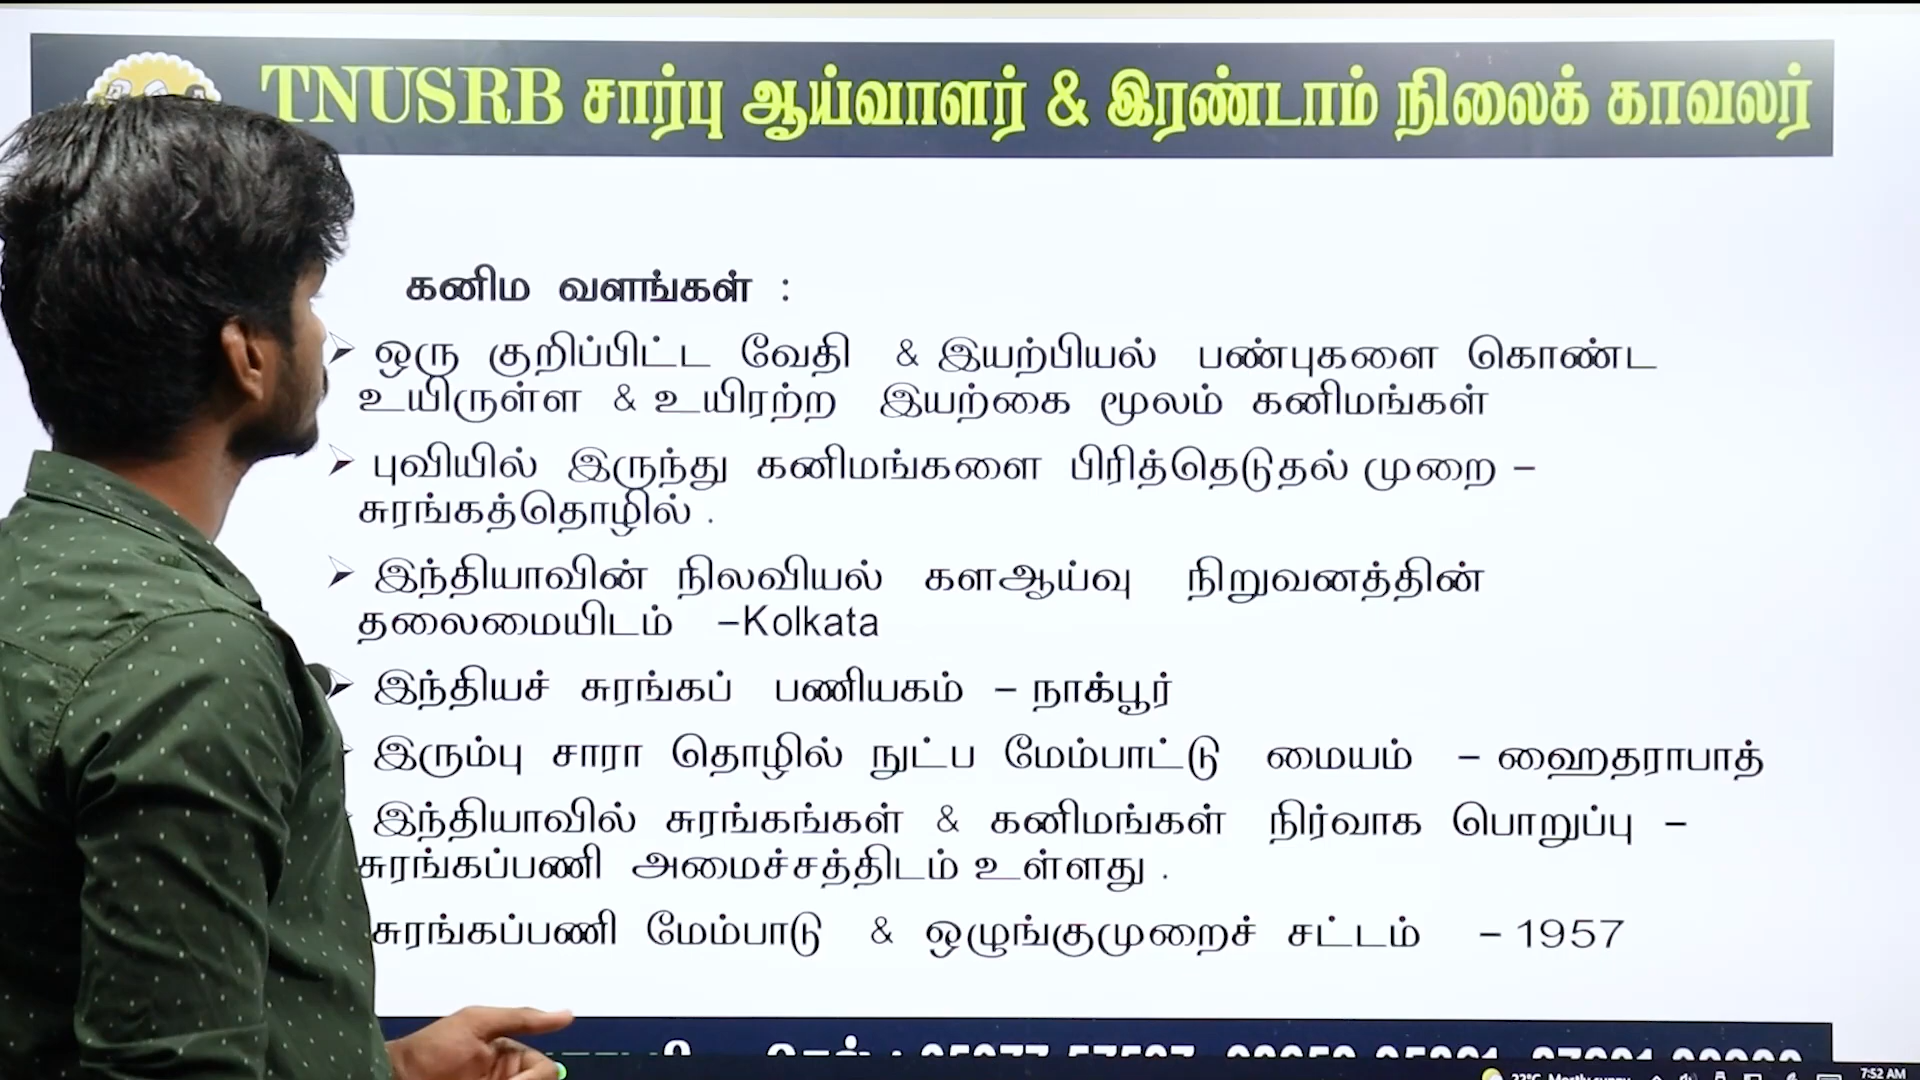 TNUSRB சார்பு ஆய்வாளர் & இரண்டாம் நிலைக் காவலர்
கனிம வளங்கள் :
ஒரு குறிப்பிட்ட வேதி & இயற்பியல் பண்புகளை கொண்ட
உயிருள்ள & உயிரற்ற இயற்கை மூலம் கனிமங்கள்
புவியில் இருந்து கனிமங்களை பிரித்தெடுதல் முறை –
சுரங்கத்தொழில் .
இந்தியாவின் நிலவியல் களஆய்வு நிறுவனத்தின்
தலைமையிடம் –Kolkata
இந்தியச் சுரங்கப் பணியகம் – நாக்பூர்
இரும்பு சாரா தொழில் நுட்ப மேம்பாட்டு மையம் – ஹைதராபாத்
இந்தியாவில் சுரங்கங்கள் & கனிமங்கள் நிர்வாக பொறுப்பு –
சுரங்கப்பணி அமைச்சத்திடம் உள்ளது .
சுரங்கப்பணி மேம்பாடு & ஒழுங்குமுறைச் சட்டம் – 1957
7:52 AM